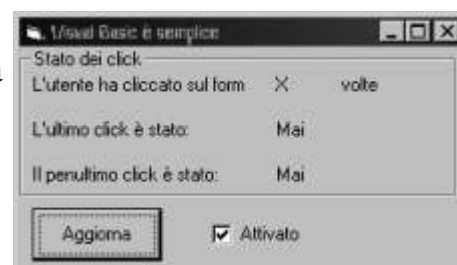 Visual Basic è semplice
Stato dei click
L'utente ha cliccato sul form X volte
L'ultimo click è stato: Mai
Il penultimo click è stato: Mai
Aggiorna Attivato